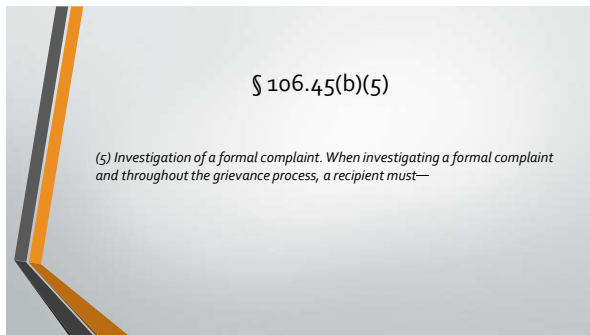 § 106.45(b)(5)
(5) Investigation of a formal complaint. When investigating a formal complaint
and throughout the grievance process, a recipient must—